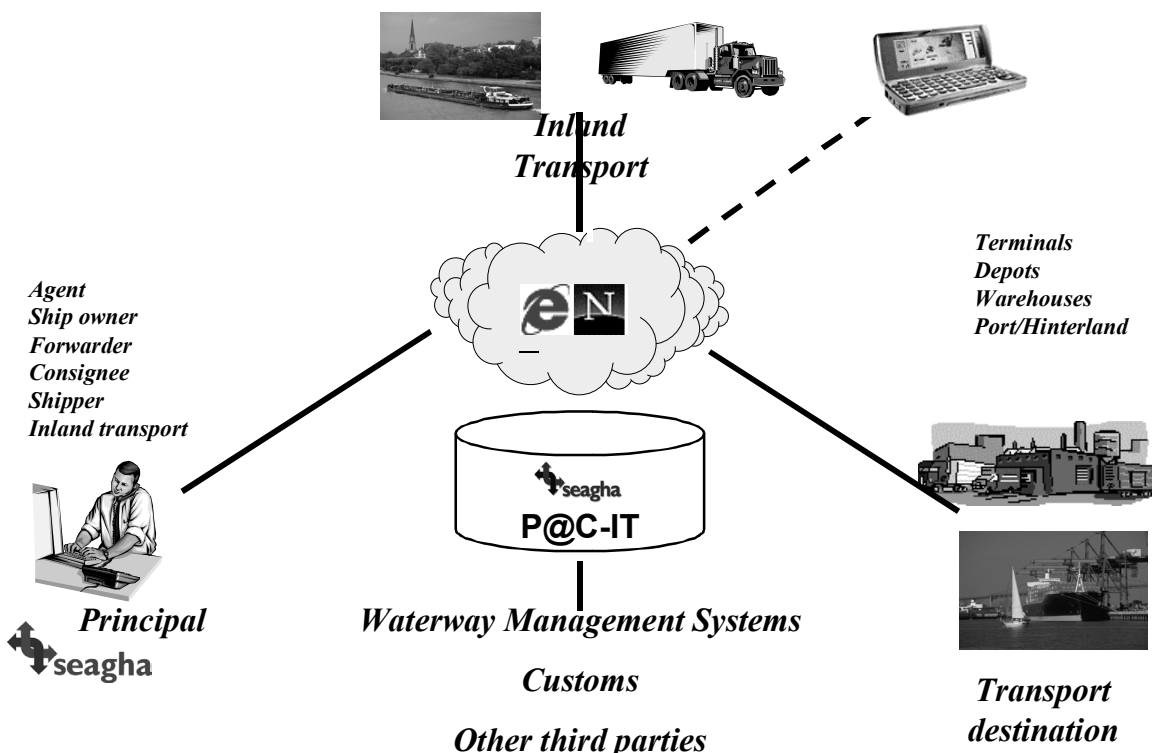 Inland
Transport
Terminals
Depots
Warehouses
Port/Hinterland
Agent
Ship owner
Forwarder
Consignee
Shipper
Inland transport
e N
seagha
P@C-IT
Principal
seagha
Waterway Management Systems
Customs
Other third parties
Transport
destination